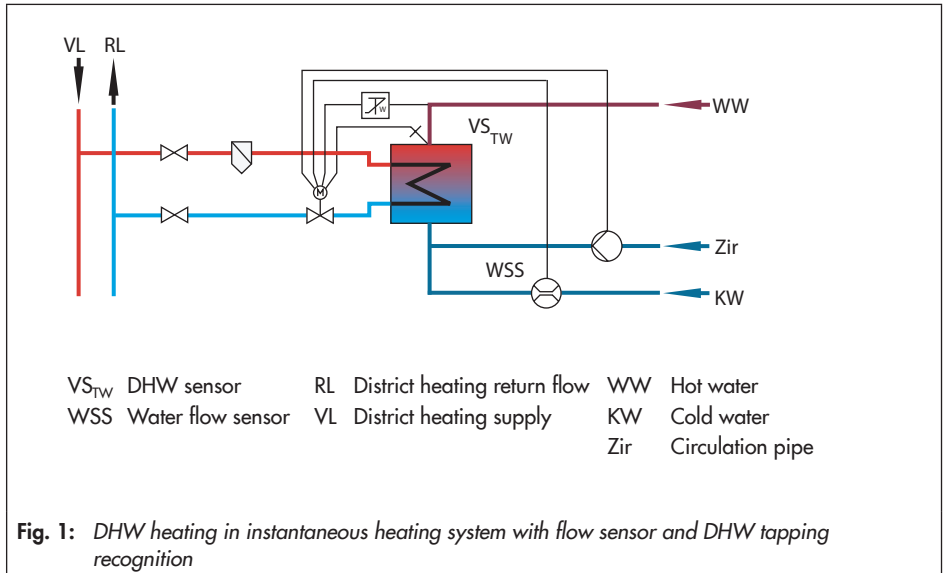 VL RL
WW
VS_TW
M
W
Zir
WSS
KW
VS_TW DHW sensor RL District heating return flow WW Hot water
WSS Water flow sensor VL District heating supply KW Cold water
Zir Circulation pipe
Fig. 1: DHW heating in instantaneous heating system with flow sensor and DHW tapping
recognition